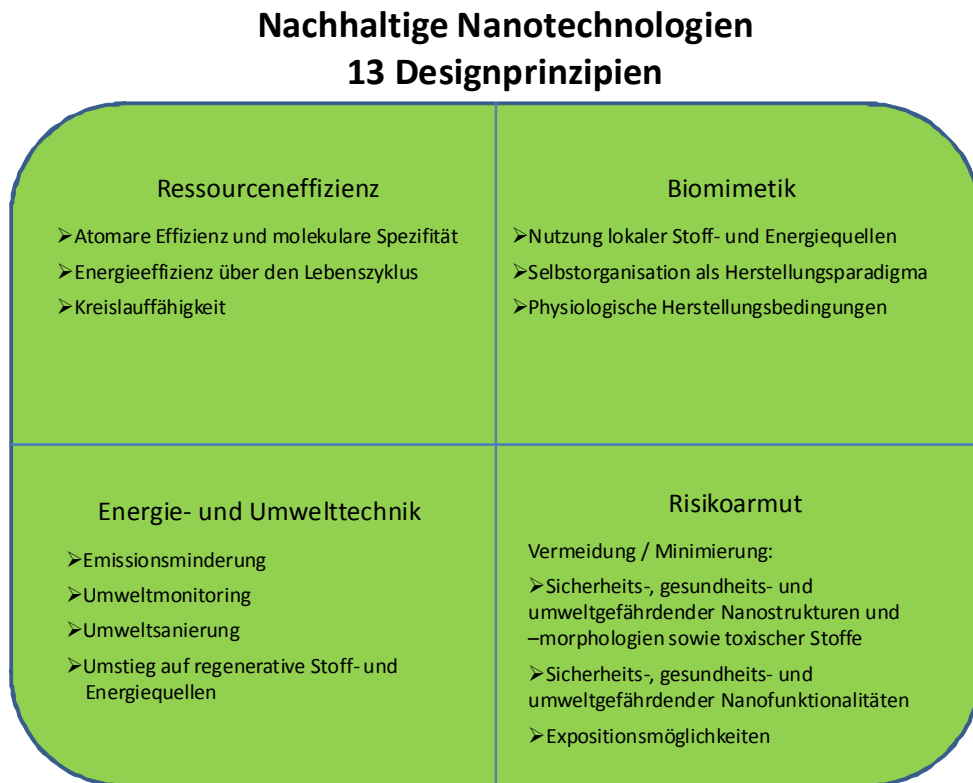 Nachhaltige Nanotechnologien
13 Designprinzipien
Ressourceneffizienz
➢Atomare Effizienz und molekulare Spezifität
➢Energieeffizienz über den Lebenszyklus
➢Kreislauffähigkeit
Biomimetik
➢Nutzung lokaler Stoff- und Energiequellen
➢Selbstorganisation als Herstellungsparadigma
➢Physiologische Herstellungsbedingungen
Energie- und Umwelttechnik
➢Emissionsminderung
➢Umweltmonitoring
➢Umweltsanierung
➢Umstieg auf regenerative Stoff- und
Energiequellen
Risikoarmut
Vermeidung / Minimierung:
➢Sicherheits-, gesundheits- und
umweltgefährdender Nanostrukturen und
–morphologien sowie toxischer Stoffe
➢Sicherheits-, gesundheits- und
umweltgefährdender Nanofunktionalitäten
➢Expositionsmöglichkeiten